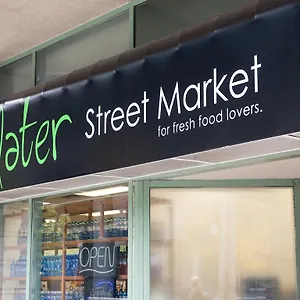 ater Street Market
for fresh food lovers.
OPEN